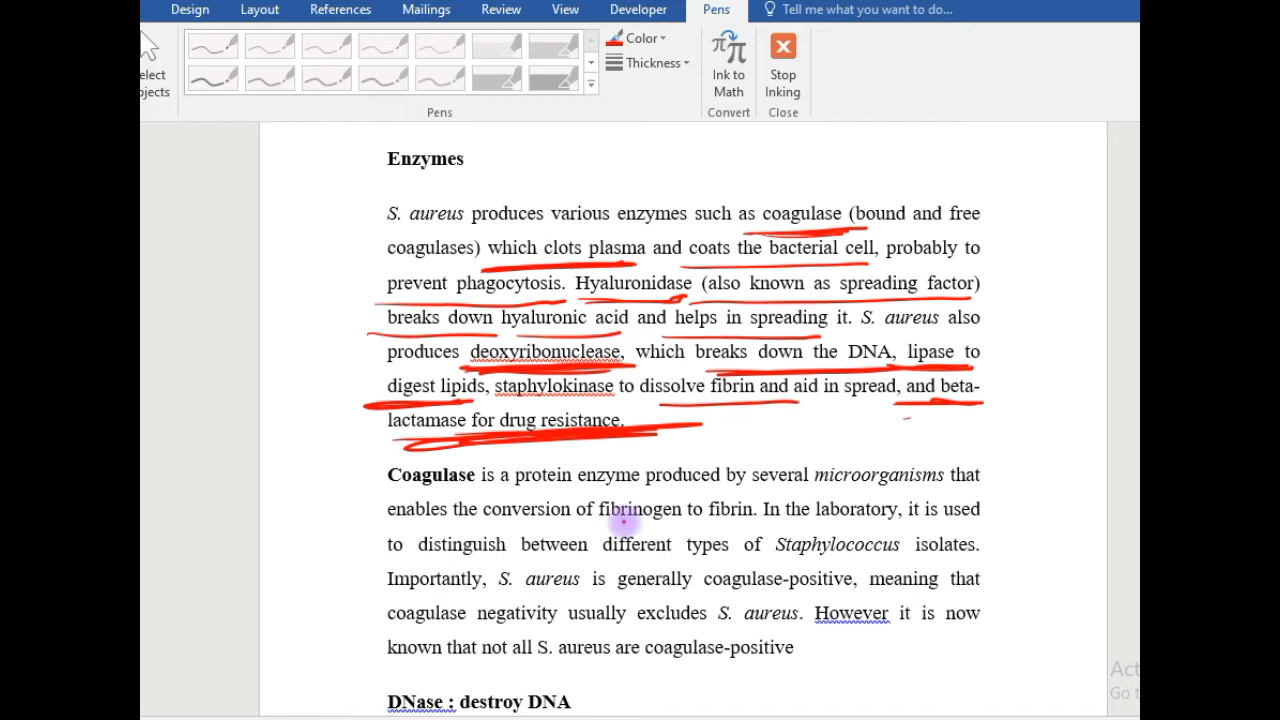 Design Layout References Mailings Review View Developer Pens Tell me what you want to do...
Color
Thickness
Ink to Math
Stop Inking
Pens Convert Close
Enzymes
S. aureus produces various enzymes such as coagulase (bound and free
coagulases) which clots plasma and coats the bacterial cell, probably to
prevent phagocytosis. Hyaluronidase (also known as spreading factor)
breaks down hyaluronic acid and helps in spreading it. S. aureus also
produces deoxyribonuclease, which breaks down the DNA, lipase to
digest lipids, staphylokinase to dissolve fibrin and aid in spread, and beta-
lactamase for drug resistance.
Coagulase is a protein enzyme produced by several microorganisms that
enables the conversion of fibrinogen to fibrin. In the laboratory, it is used
to distinguish between different types of Staphylococcus isolates.
Importantly, S. aureus is generally coagulase-positive, meaning that
coagulase negativity usually excludes S. aureus. However it is now
known that not all S. aureus are coagulase-positive
DNase : destroy DNA